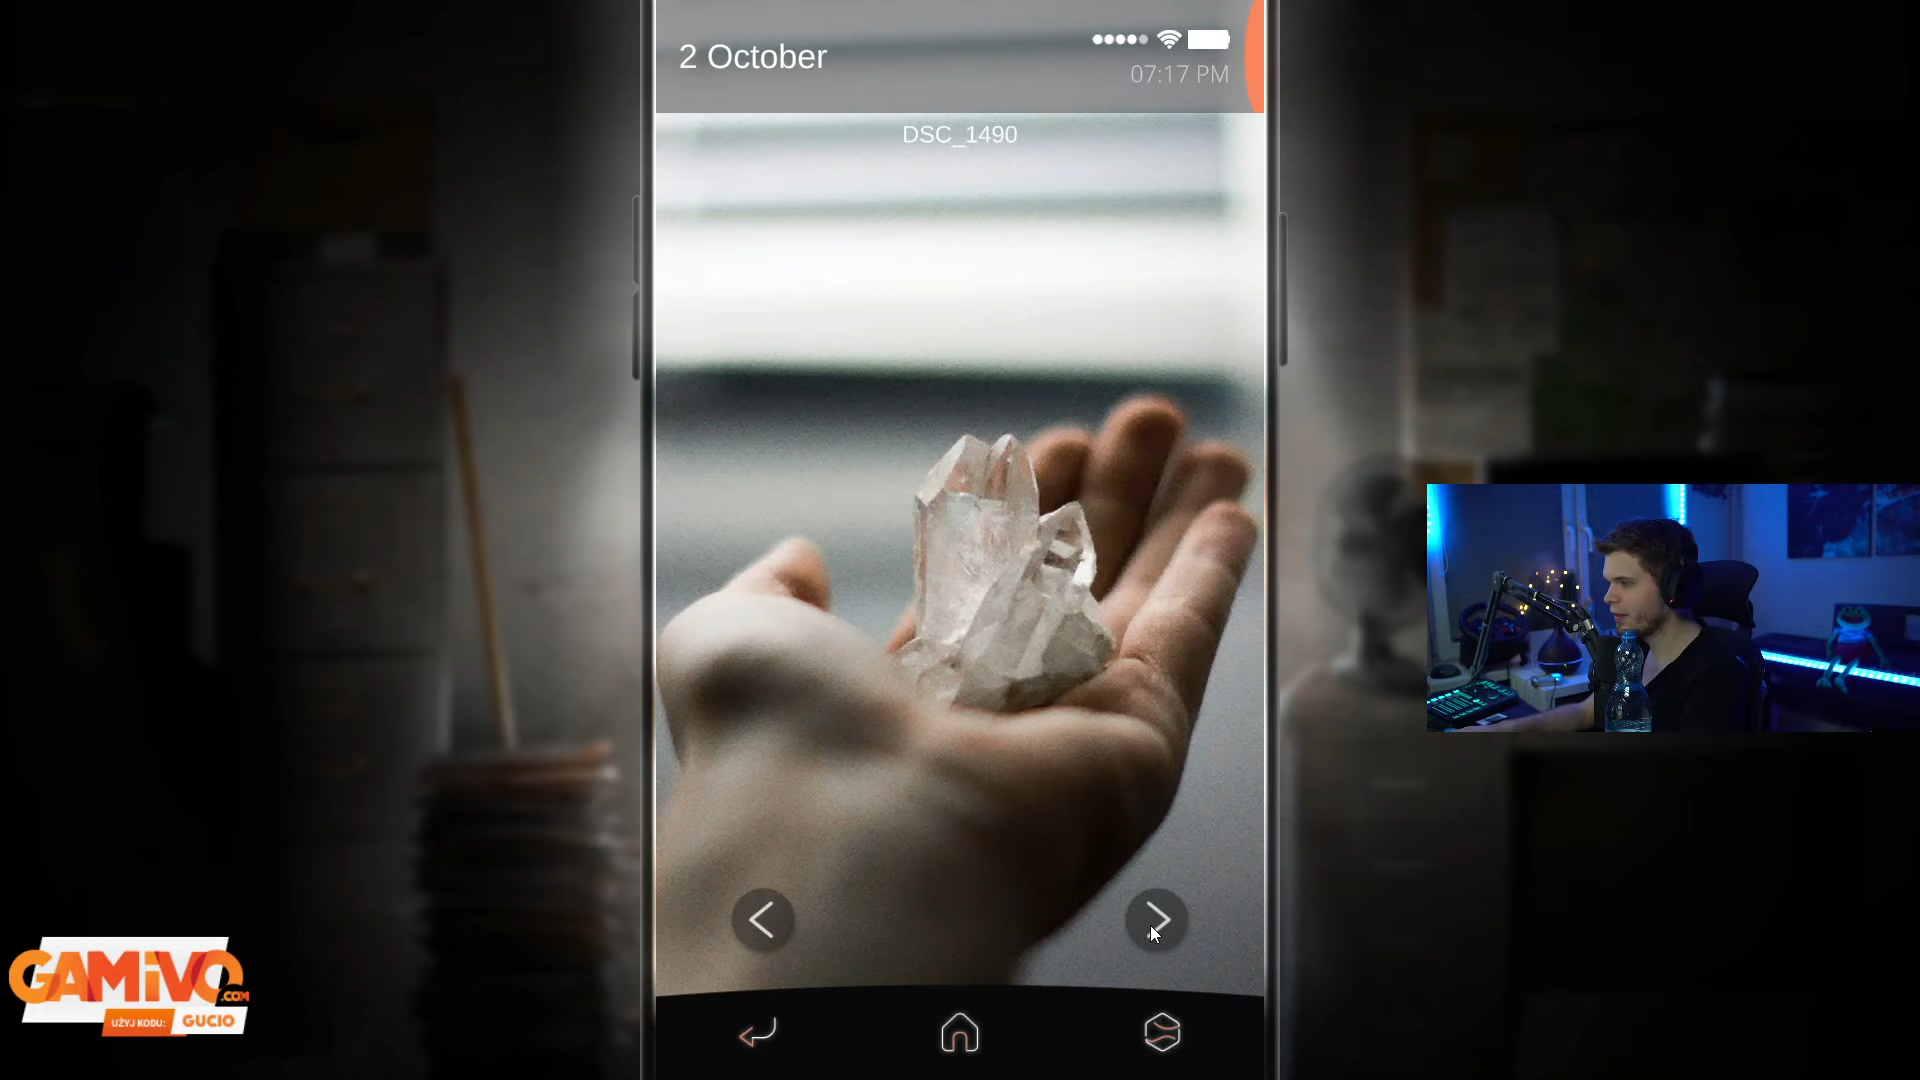 2 October
07:17 PM
DSC_1490
GAMiVO
.COM
UŻYJ KODU: GUCIO